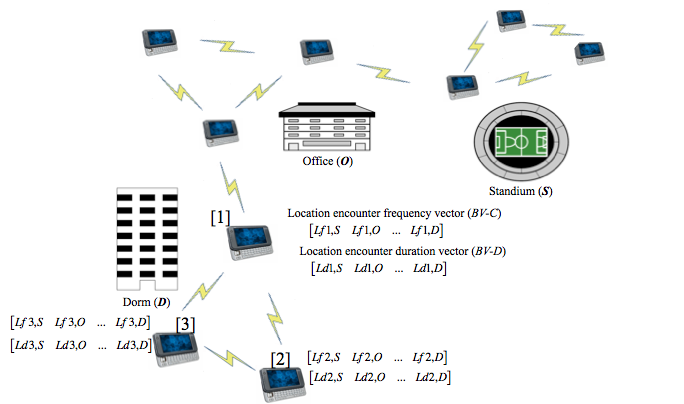 Office (O)
Standium (S)
[1]
Location encounter frequency vector (BV-C)
[Lf1,S Lf1,O ... Lf1,D]
Location encounter duration vector (BV-D)
[Ld1,S Ld1,O ... Ld1,D]
Dorm (D)
[Lf3,S Lf3,O ... Lf3,D]
[3]
[Ld3,S Ld3,O ... Ld3,D]
[2]
[Lf2,S Lf2,O ... Lf2,D]
[Ld2,S Ld2,O ... Ld2,D]